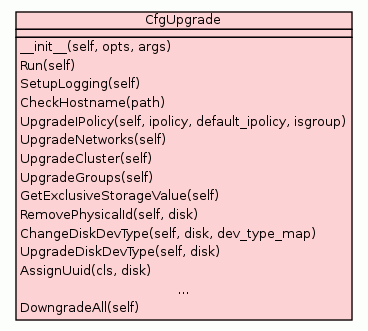 CfgUpgrade
__init__(self, opts, args)
Run(self)
SetupLogging(self)
CheckHostname(path)
UpgradeIPolicy(self, ipolicy, default_ipolicy, isgroup)
UpgradeNetworks(self)
UpgradeCluster(self)
UpgradeGroups(self)
GetExclusiveStorageValue(self)
RemovePhysicalId(self, disk)
ChangeDiskDevType(self, disk, dev_type_map)
UpgradeDiskDevType(self, disk)
AssignUuid(cls, disk)
...
DowngradeAll(self)